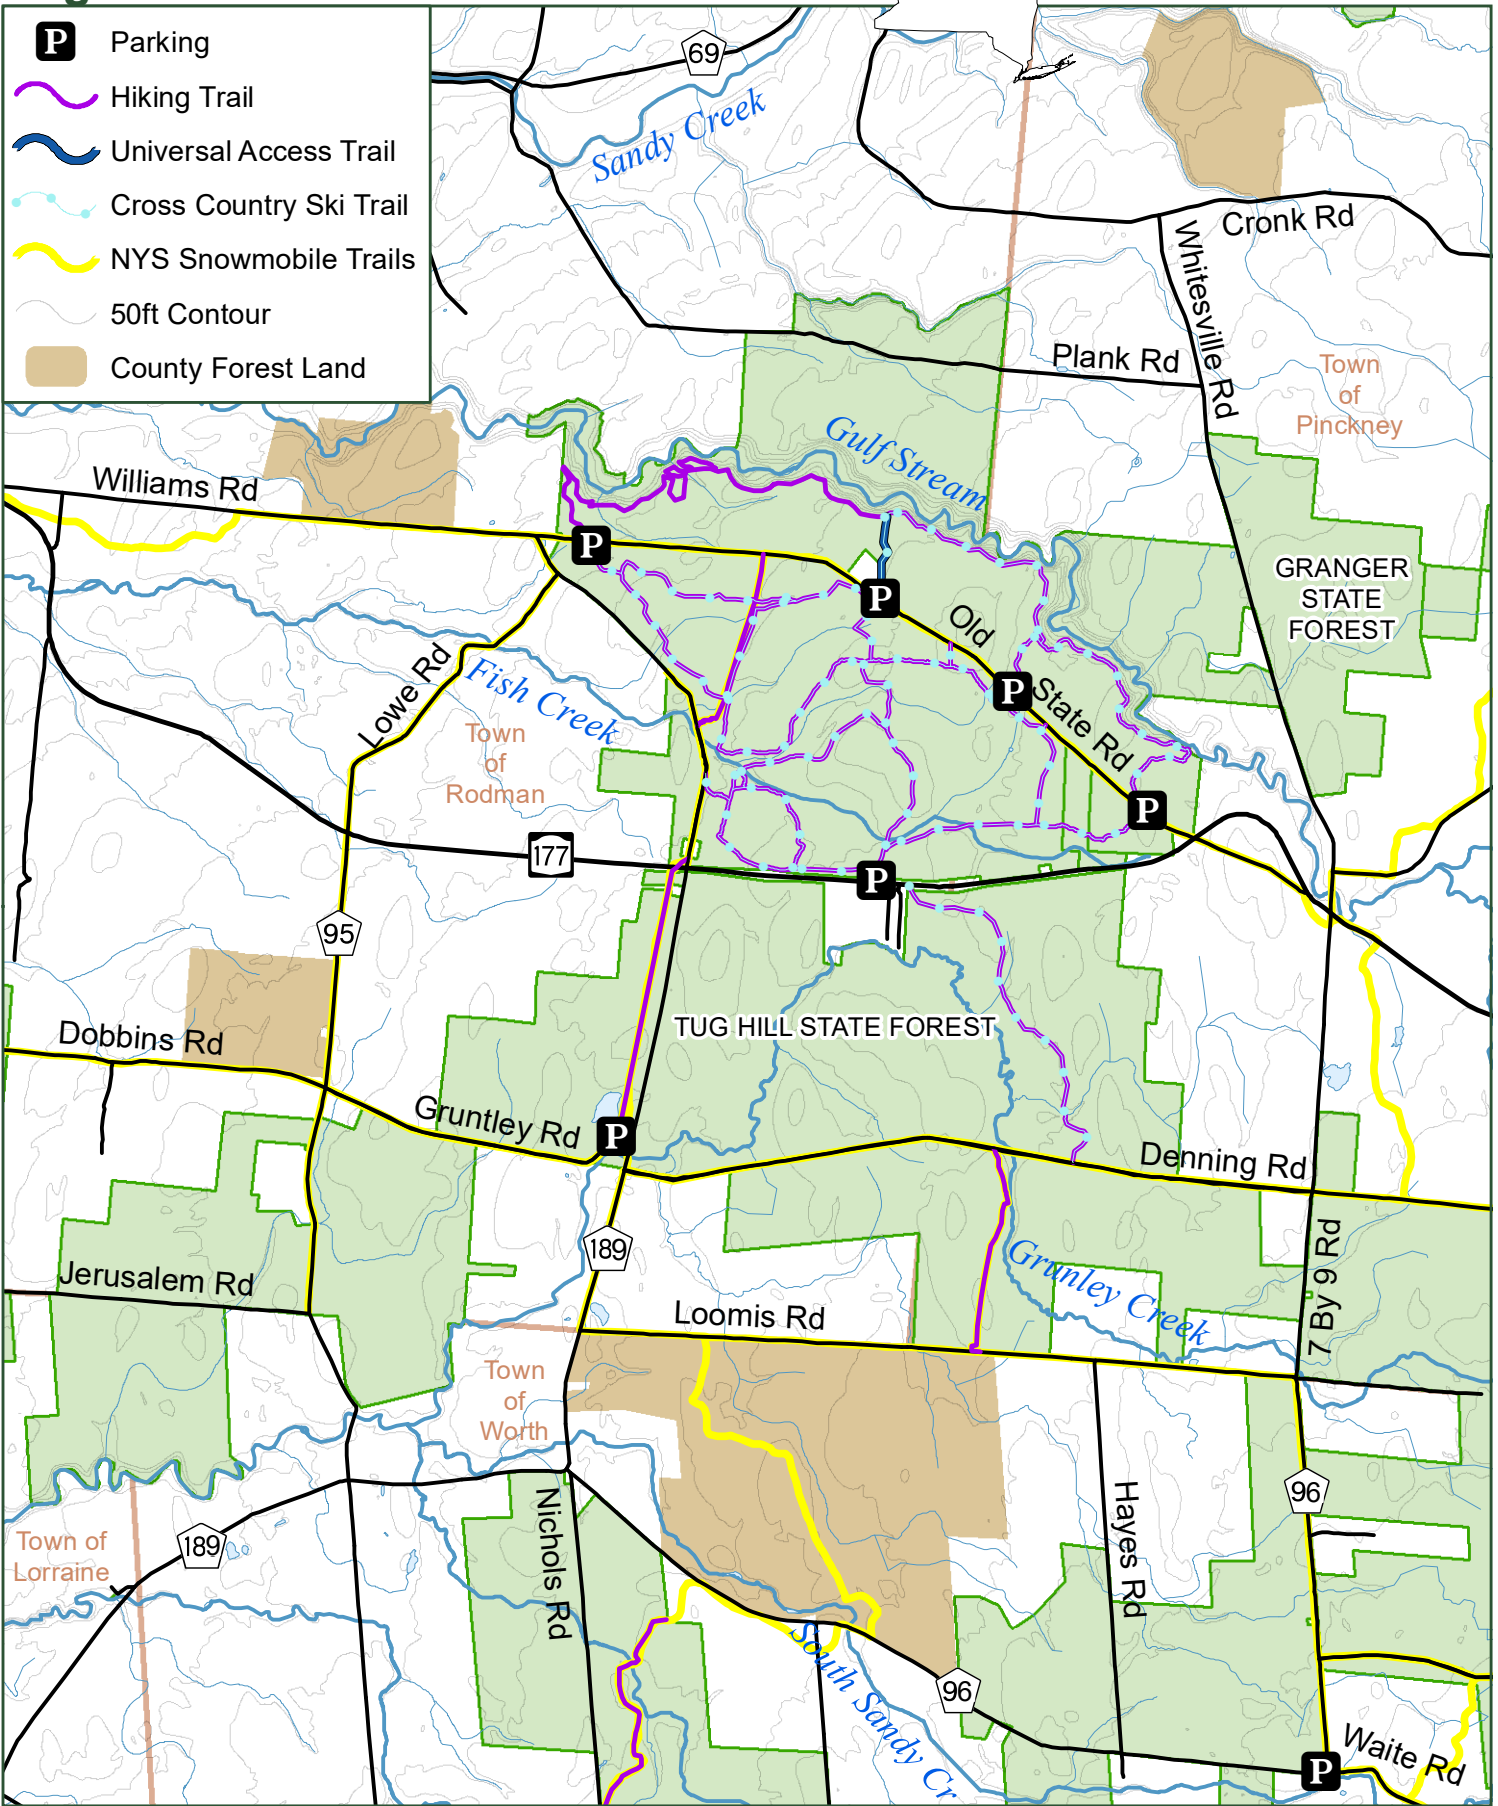 P Parking
Hiking Trail
Universal Access Trail
Cross Country Ski Trail
NYS Snowmobile Trails
50ft Contour
County Forest Land
69
Sandy Creek
Cronk Rd
Whitesville Rd
Plank Rd
Town
of
Pinckney
Gulf Stream
Williams Rd
P
P
GRANGER
STATE
FOREST
Old
State Rd
P
Lowe Rd
Fish Creek
Town
of
Rodman
P
177
P
95
TUG HILL STATE FOREST
Dobbins Rd
Gruntley Rd
P
Denning Rd
189
7 By 9 Rd
Grunley Creek
Jerusalem Rd
Loomis Rd
Town
of
Worth
96
Nichols Rd
Hayes Rd
Town of
Lorraine
189
South Sandy Cr
96
Waite Rd
P